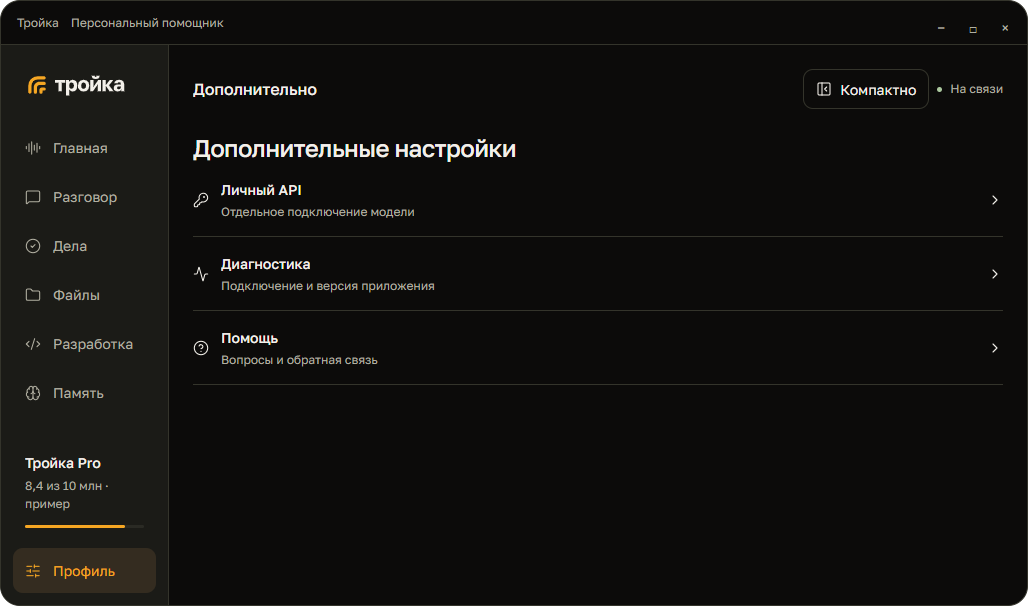 Тройка Персональный помощник
тройка
Главная
Разговор
Дела
Файлы
Разработка
Память
Тройка Pro
8,4 из 10 млн ·
пример
Профиль
Дополнительно
Компактно
На связи
Дополнительные настройки
Личный API
Отдельное подключение модели
Диагностика
Подключение и версия приложения
Помощь
Вопросы и обратная связь